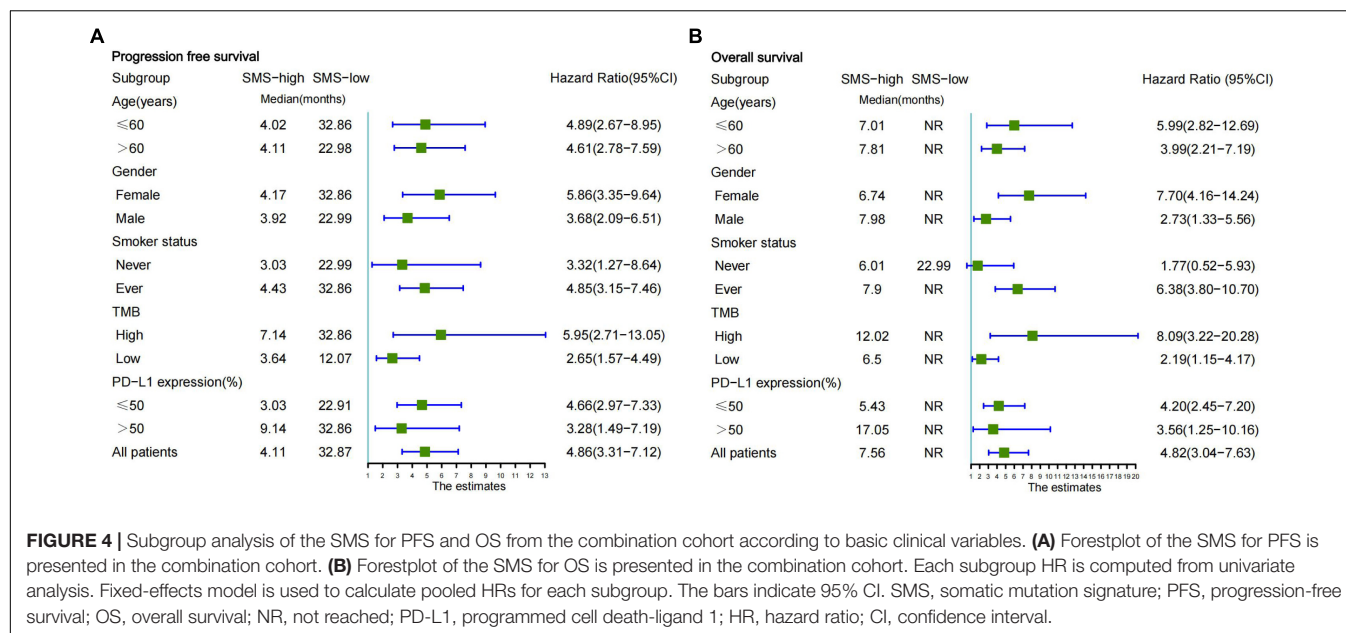 A
Progression free survival
Subgroup SMS−high SMS−low Hazard Ratio(95%CI)
Age(years) Median(months)
≤60 4.02 32.86 4.89(2.67−8.95)
>60 4.11 22.98 4.61(2.78−7.59)
Gender
Female 4.17 32.86 5.86(3.35−9.64)
Male 3.92 22.99 3.68(2.09−6.51)
Smoker status
Never 3.03 22.99 3.32(1.27−8.64)
Ever 4.43 32.86 4.85(3.15−7.46)
TMB
High 7.14 32.86 5.95(2.71−13.05)
Low 3.64 12.07 2.65(1.57−4.49)
PD−L1 expression(%)
≤50 3.03 22.91 4.66(2.97−7.33)
>50 9.14 32.86 3.28(1.49−7.19)
All patients 4.11 32.87 4.86(3.31−7.12)
1 2 3 4 5 6 7 8 9 10 11 12 13
The estimates
B
Overall survival
Subgroup SMS−high SMS−low Hazard Ratio (95%CI)
Age(years) Median(months)
≤60 7.01 NR 5.99(2.82−12.69)
>60 7.81 NR 3.99(2.21−7.19)
Gender
Female 6.74 NR 7.70(4.16−14.24)
Male 7.98 NR 2.73(1.33−5.56)
Smoker status
Never 6.01 22.99 1.77(0.52−5.93)
Ever 7.9 NR 6.38(3.80−10.70)
TMB
High 12.02 NR 8.09(3.22−20.28)
Low 6.5 NR 2.19(1.15−4.17)
PD−L1 expression(%)
≤50 5.43 NR 4.20(2.45−7.20)
>50 17.05 NR 3.56(1.25−10.16)
All patients 7.56 NR 4.82(3.04−7.63)
1 2 3 4 5 6 7 8 9 10 11 12 13 14 15 16 17 18 19 20
The estimates
FIGURE 4 | Subgroup analysis of the SMS for PFS and OS from the combination cohort according to basic clinical variables. (A) Forestplot of the SMS for PFS is
presented in the combination cohort. (B) Forestplot of the SMS for OS is presented in the combination cohort. Each subgroup HR is computed from univariate
analysis. Fixed-effects model is used to calculate pooled HRs for each subgroup. The bars indicate 95% CI. SMS, somatic mutation signature; PFS, progression-free
survival; OS, overall survival; NR, not reached; PD-L1, programmed cell death-ligand 1; HR, hazard ratio; CI, confidence interval.